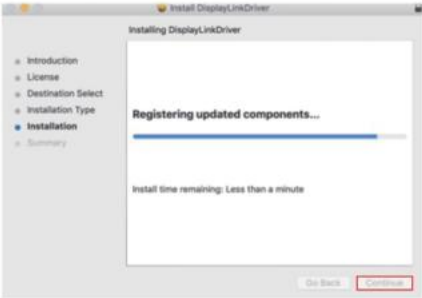 Install DisplayLinkDriver
Installing DisplayLinkDriver
Introduction
License
Destination Select
Installation Type
Installation
Summary
Registering updated components...
Install time remaining: Less than a minute
Go Back
Continue